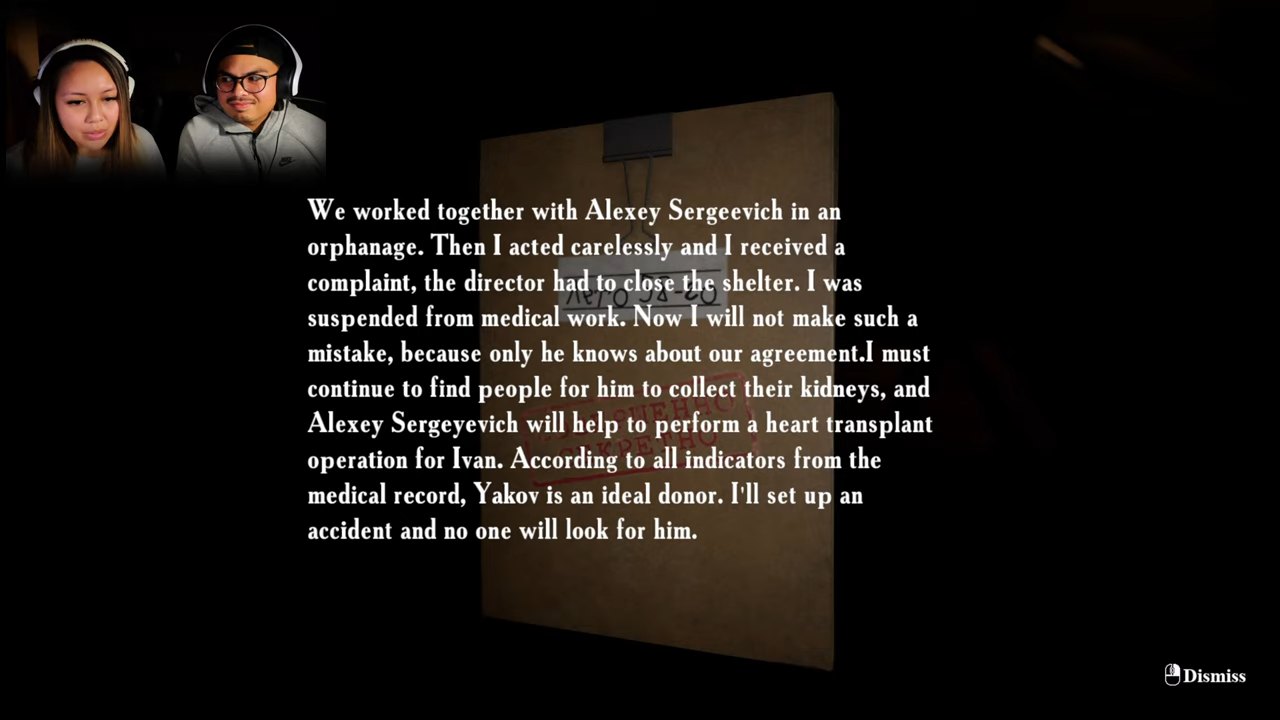 We worked together with Alexey Sergeevich in an
orphanage. Then I acted carelessly and I received a
complaint, the director had to close the shelter. I was
suspended from medical work. Now I will not make such a
mistake, because only he knows about our agreement.I must
continue to find people for him to collect their kidneys, and
Alexey Sergeyevich will help to perform a heart transplant
operation for Ivan. According to all indicators from the
medical record, Yakov is an ideal donor. I'll set up an
accident and no one will look for him.
Dismiss